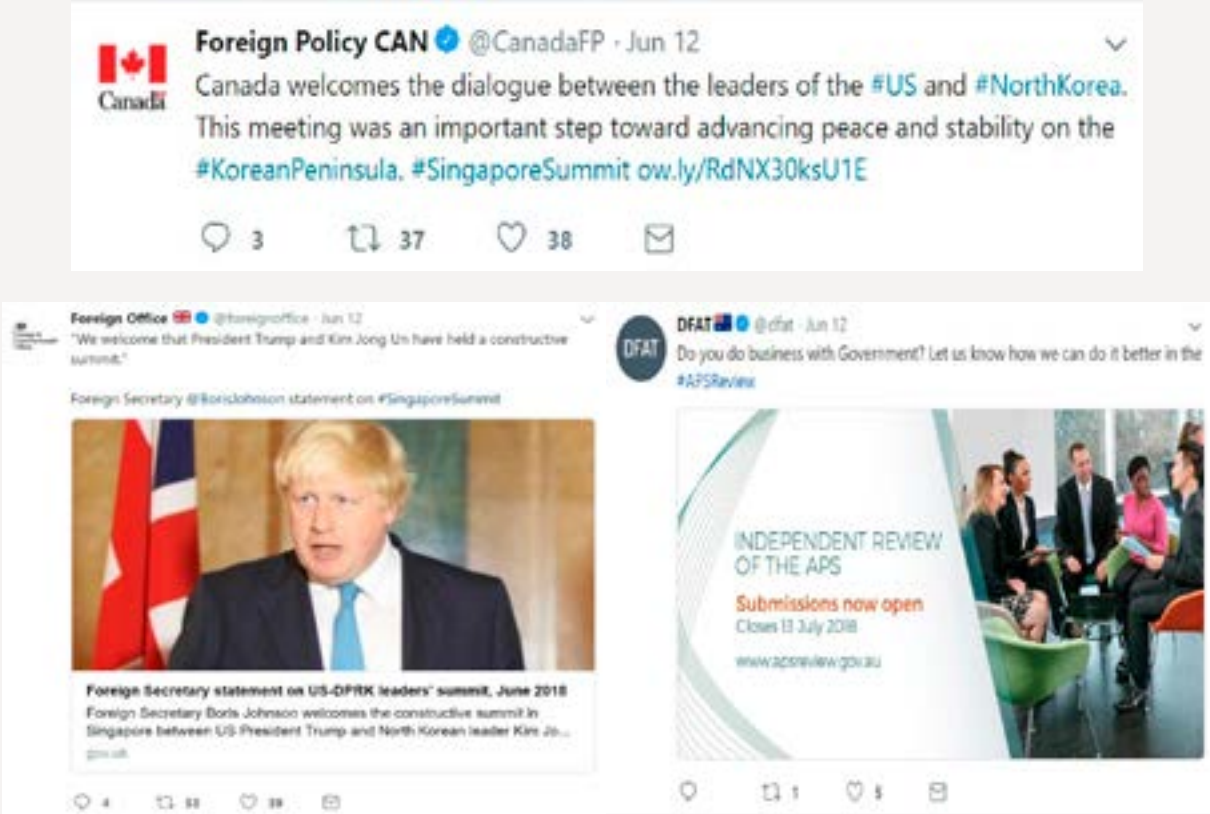 Canada
Foreign Policy CAN @CanadaFP · Jun 12
Canada welcomes the dialogue between the leaders of the #US and #NorthKorea.
This meeting was an important step toward advancing peace and stability on the
#KoreanPeninsula. #SingaporeSummit ow.ly/RdNX30ksU1E
3 37 38
Foreign Office @foreignoffice · Jun 12
"We welcome that President Trump and Kim Jong Un have held a constructive
summit."
Foreign Secretary @BorisJohnson statement on #SingaporeSummit
Foreign Secretary statement on US-DPRK leaders' summit, June 2018
Foreign Secretary Boris Johnson welcomes the constructive summit in
Singapore between US President Trump and North Korean leader Kim Jo...
gov.uk
4
DFAT
DFAT @dfat · Jun 12
Do you do business with Government? Let us know how we can do it better in the
#APSReview
INDEPENDENT REVIEW
OF THE APS
Submissions now open
Closes 13 July 2018
www.apsreview.gov.au
1 5